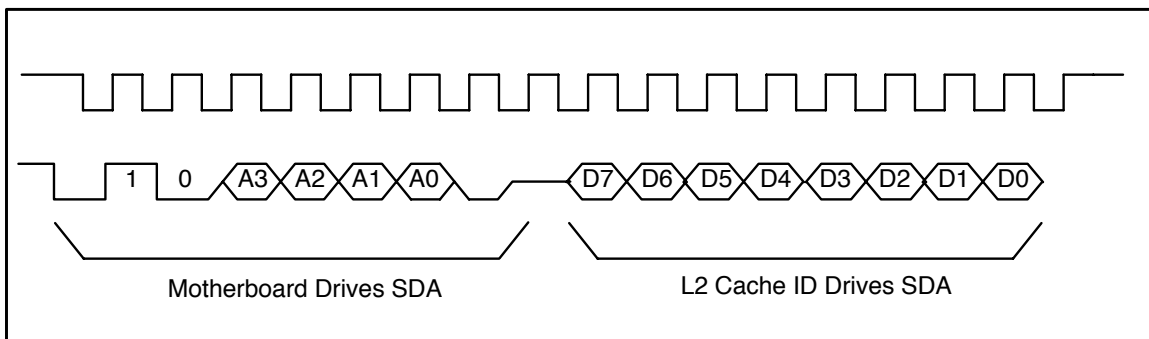 1 0 A3 A2 A1 A0 D7 D6 D5 D4 D3 D2 D1 D0
Motherboard Drives SDA L2 Cache ID Drives SDA